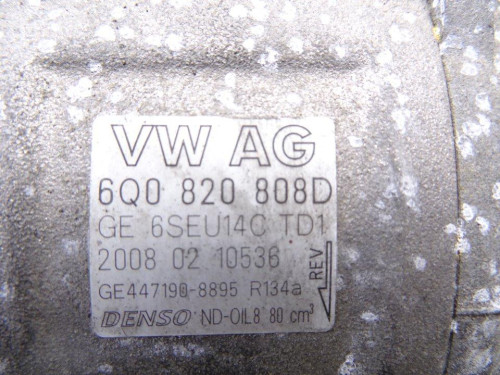 VW AG
6Q0 820 808D
GE 6SEU14C TD1
2008 02 10536
GE447190-8895 R134a
DENSO ND-OIL8 80 cm³
REV